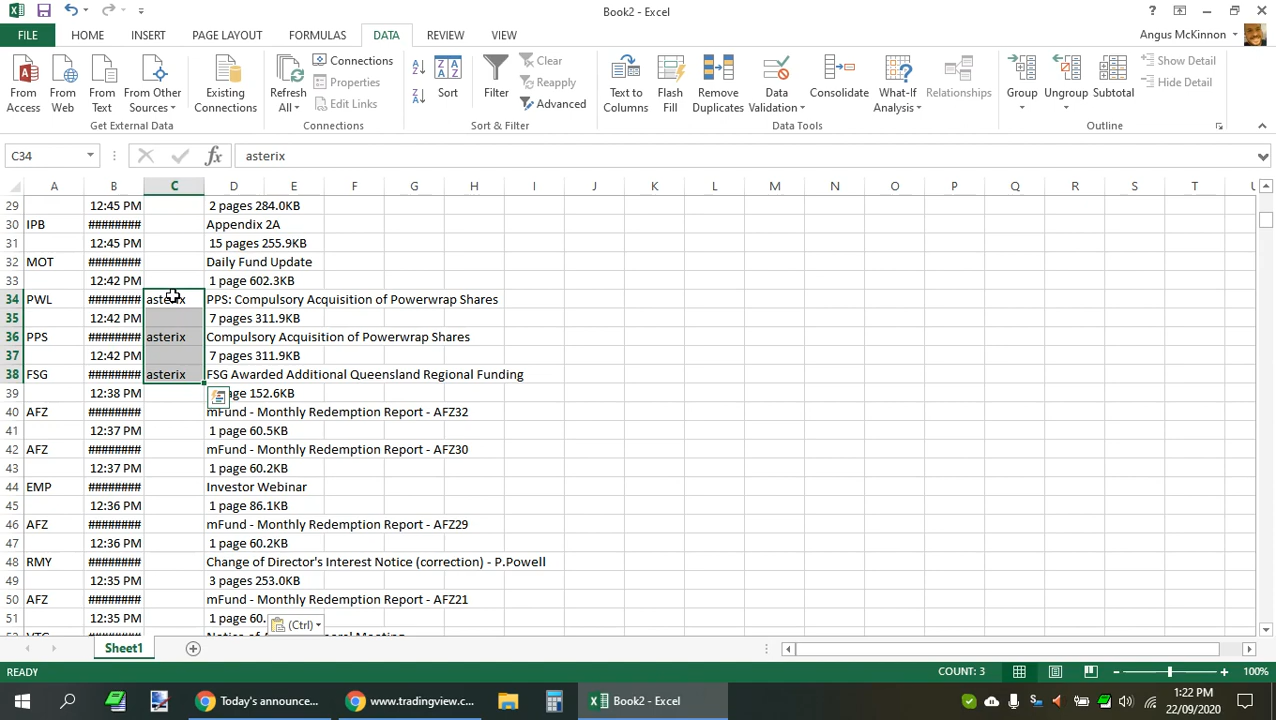 Book2 - Excel
FILE HOME INSERT PAGE LAYOUT FORMULAS DATA REVIEW VIEW Angus McKinnon
From Access From Web From Text From Other Sources Existing Connections Refresh All Connections Properties Edit Links Sort Filter Clear Reapply Advanced Text to Columns Flash Fill Remove Duplicates Data Validation Consolidate What-If Analysis Relationships Group Ungroup Subtotal Show Detail Hide Detail
Get External Data Connections Sort & Filter Data Tools Outline
C34 fx asterix
A B C D E F G H I J K L M N O P Q R S T U
29 12:45 PM 2 pages 284.0KB
30 IPB ######## Appendix 2A
31 12:45 PM 15 pages 255.9KB
32 MOT ######## Daily Fund Update
33 12:42 PM 1 page 602.3KB
34 PWL ######## asterix PPS: Compulsory Acquisition of Powerwrap Shares
35 12:42 PM 7 pages 311.9KB
36 PPS ######## asterix Compulsory Acquisition of Powerwrap Shares
37 12:42 PM 7 pages 311.9KB
38 FSG ######## asterix FSG Awarded Additional Queensland Regional Funding
39 12:38 PM page 152.6KB
40 AFZ ######## mFund - Monthly Redemption Report - AFZ32
41 12:37 PM 1 page 60.5KB
42 AFZ ######## mFund - Monthly Redemption Report - AFZ30
43 12:37 PM 1 page 60.2KB
44 EMP ######## Investor Webinar
45 12:36 PM 1 page 86.1KB
46 AFZ ######## mFund - Monthly Redemption Report - AFZ29
47 12:36 PM 1 page 60.2KB
48 RMY ######## Change of Director's Interest Notice (correction) - P.Powell
49 12:35 PM 3 pages 253.0KB
50 AFZ ######## mFund - Monthly Redemption Report - AFZ21
51 12:35 PM 1 page 60. (Ctrl)
Sheet1
READY COUNT: 3 100%
Today's announce... www.tradingview.c... Book2 - Excel 1:22 PM
22/09/2020